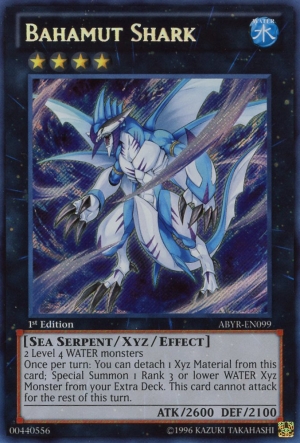 BAHAMUT SHARK
WATER
水
1st Edition
ABYR-EN099
[SEA SERPENT/XYZ/EFFECT]
2 Level 4 WATER monsters
Once per turn: You can detach 1 Xyz Material from this
card; Special Summon 1 Rank 3 or lower WATER Xyz
Monster from your Extra Deck. This card cannot attack
for the rest of this turn.
ATK/2600 DEF/2100
00440556
©1996 KAZUKI TAKAHASHI